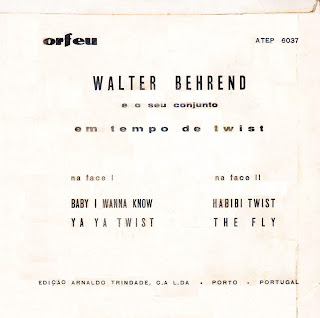 orfeu
ATEP 6037
WALTER BEHREND
e o seu conjunto
em tempo de twist
na face I
BABY I WANNA KNOW
YA YA TWIST
na face II
HABIBI TWIST
THE FLY
EDIÇÃO ARNALDO TRINDADE, C.A L.DA • PORTO • PORTUGAL